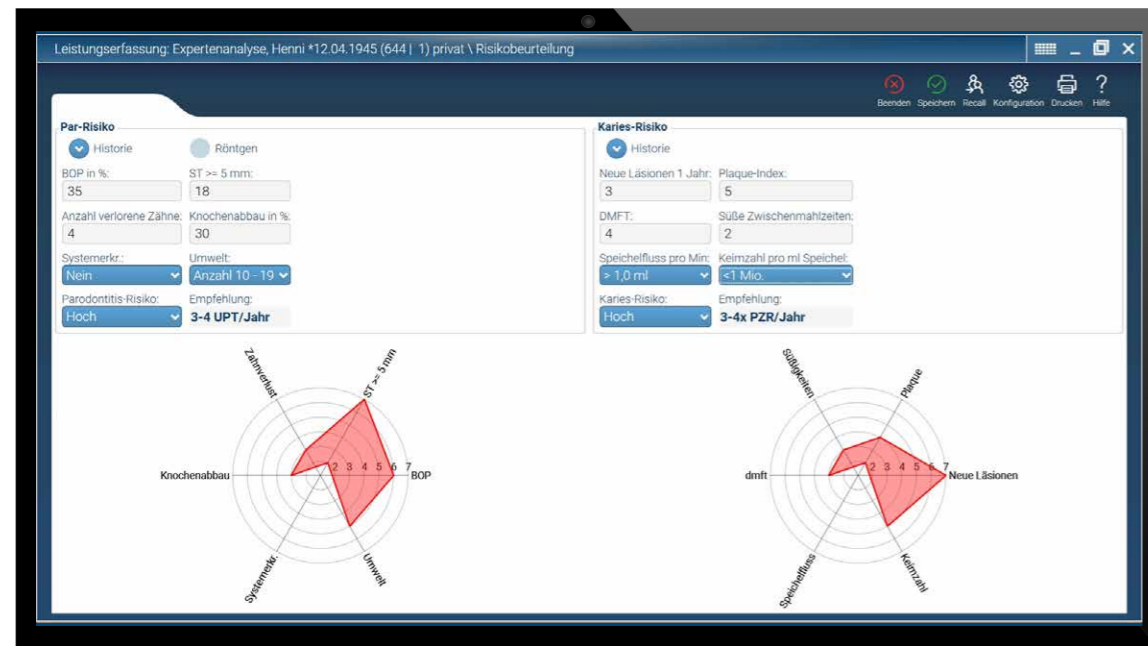 Leistungserfassung: Expertenanalyse, Henni *12.04.1945 (644 | 1) privat \ Risikobeurteilung
Beenden Speichern Recall Konfiguration Drucken Hilfe
Par-Risiko
Historie Röntgen
BOP in %: ST >= 5 mm:
35 18
Anzahl verlorene Zähne: Knochenabbau in %:
4 30
Systemerkr.: Umwelt:
Nein Anzahl 10 - 19
Parodontitis-Risiko: Empfehlung:
Hoch 3-4 UPT/Jahr
Karies-Risiko
Historie
Neue Läsionen 1 Jahr: Plaque-Index:
3 5
DMFT: Süße Zwischenmahlzeiten:
4 2
Speichelfluss pro Min: Keimzahl pro ml Speichel:
> 1,0 ml <1 Mio.
Karies-Risiko: Empfehlung:
Hoch 3-4x PZR/Jahr
Zahnverlust ST >= 5 mm
Knochenabbau 2 3 4 5 6 7 BOP
Systemerkr. Umwelt
Süßigkeiten Plaque
dmft 2 3 4 5 6 7 Neue Läsionen
Speichelfluss Keimzahl